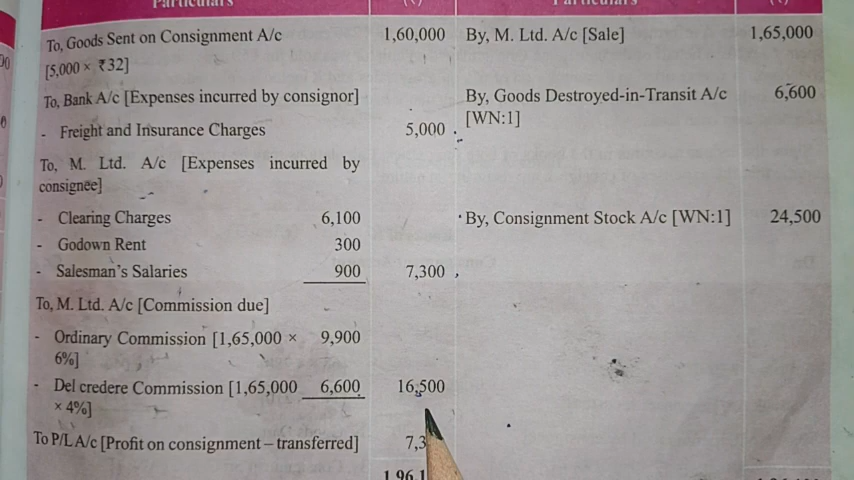 To, Goods Sent on Consignment A/c 1,60,000 By, M. Ltd. A/c [Sale] 1,65,000
[5,000 × ₹32]
To, Bank A/c [Expenses incurred by consignor] By, Goods Destroyed-in-Transit A/c 6,600
[WN:1]
- Freight and Insurance Charges 5,000
To, M. Ltd. A/c [Expenses incurred by
consignee]
- Clearing Charges 6,100 By, Consignment Stock A/c [WN:1] 24,500
- Godown Rent 300
- Salesman's Salaries 900 7,300
To, M. Ltd. A/c [Commission due]
- Ordinary Commission [1,65,000 × 9,900
6%]
- Del credere Commission [1,65,000 6,600 16,500
× 4%]
To P/L A/c [Profit on consignment – transferred] 7,3